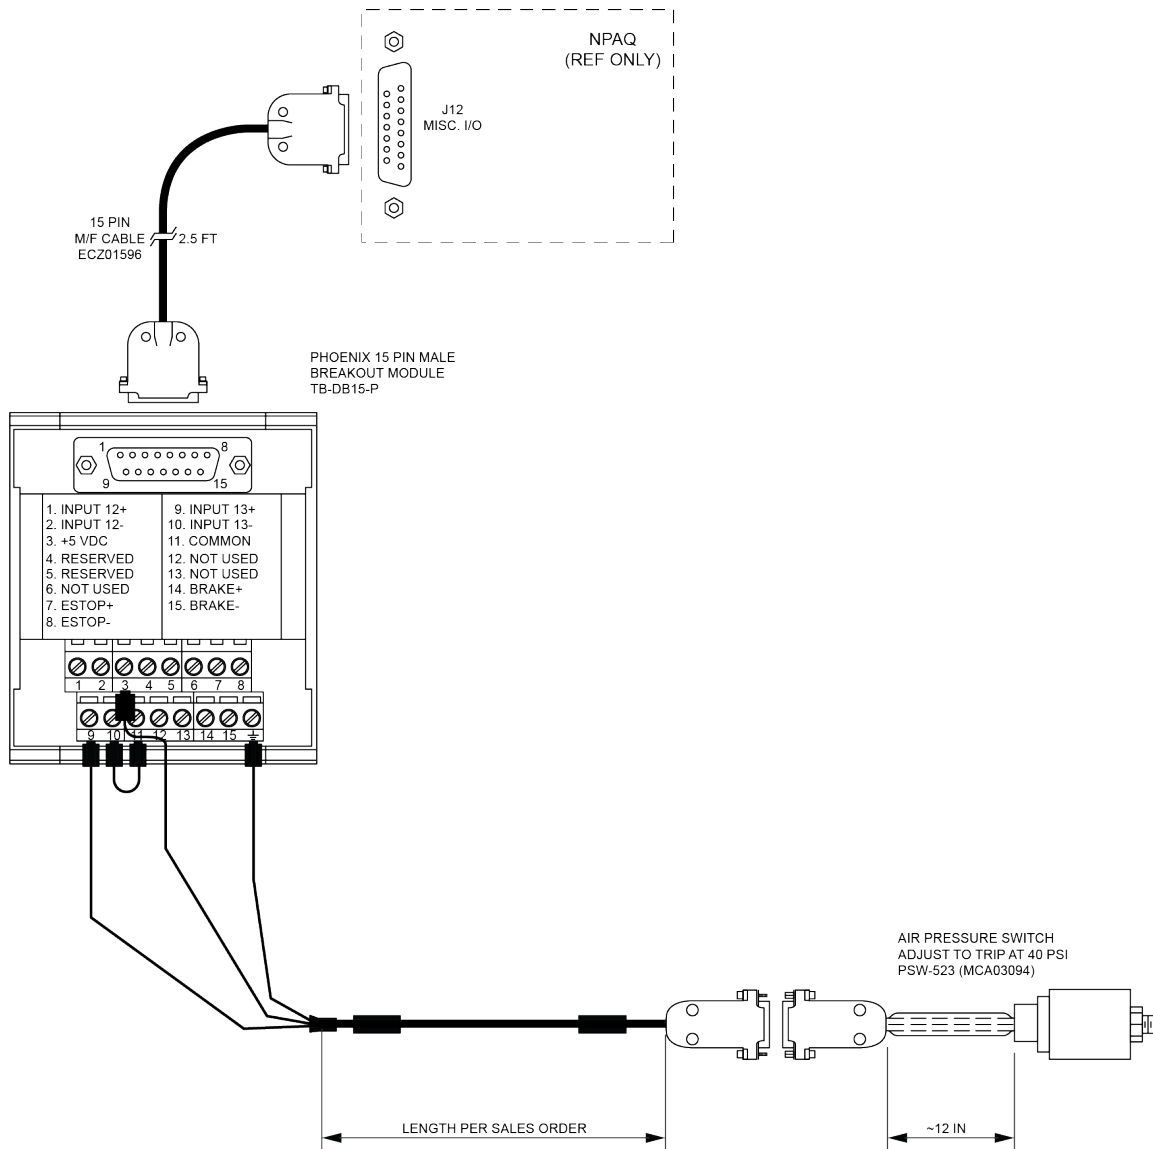 NPAQ
(REF ONLY)
J12
MISC. I/O
15 PIN
M/F CABLE
ECZ01596
2.5 FT
PHOENIX 15 PIN MALE
BREAKOUT MODULE
TB-DB15-P
1 8
9 15
1. INPUT 12+
2. INPUT 12-
3. +5 VDC
4. RESERVED
5. RESERVED
6. NOT USED
7. ESTOP+
8. ESTOP-
9. INPUT 13+
10. INPUT 13-
11. COMMON
12. NOT USED
13. NOT USED
14. BRAKE+
15. BRAKE-
1 2 3 4 5 6 7 8
9 10 11 12 13 14 15
AIR PRESSURE SWITCH
ADJUST TO TRIP AT 40 PSI
PSW-523 (MCA03094)
LENGTH PER SALES ORDER
~12 IN